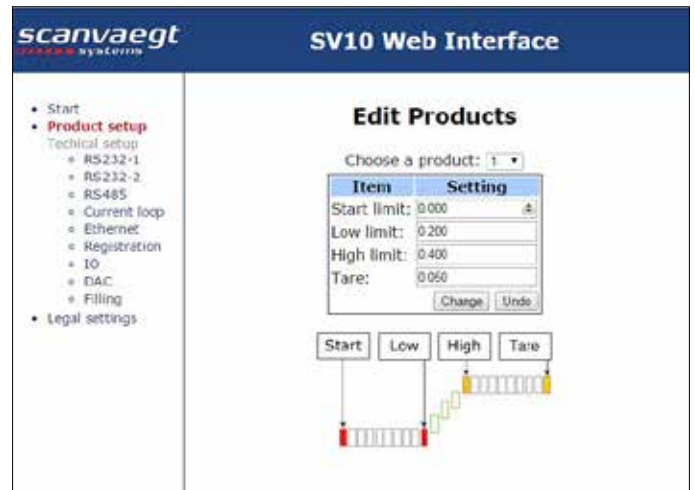 scanvaegt
systems
SV10 Web Interface
Start
Product setup
Techical setup
RS232-1
RS232-2
RS485
Current loop
Ethernet
Registration
IO
DAC
Filling
Legal settings
Edit Products
Choose a product: 1
Item Setting
Start limit: 0.000
Low limit: 0.200
High limit: 0.400
Tare: 0.050
Change Undo
Start Low High Tare